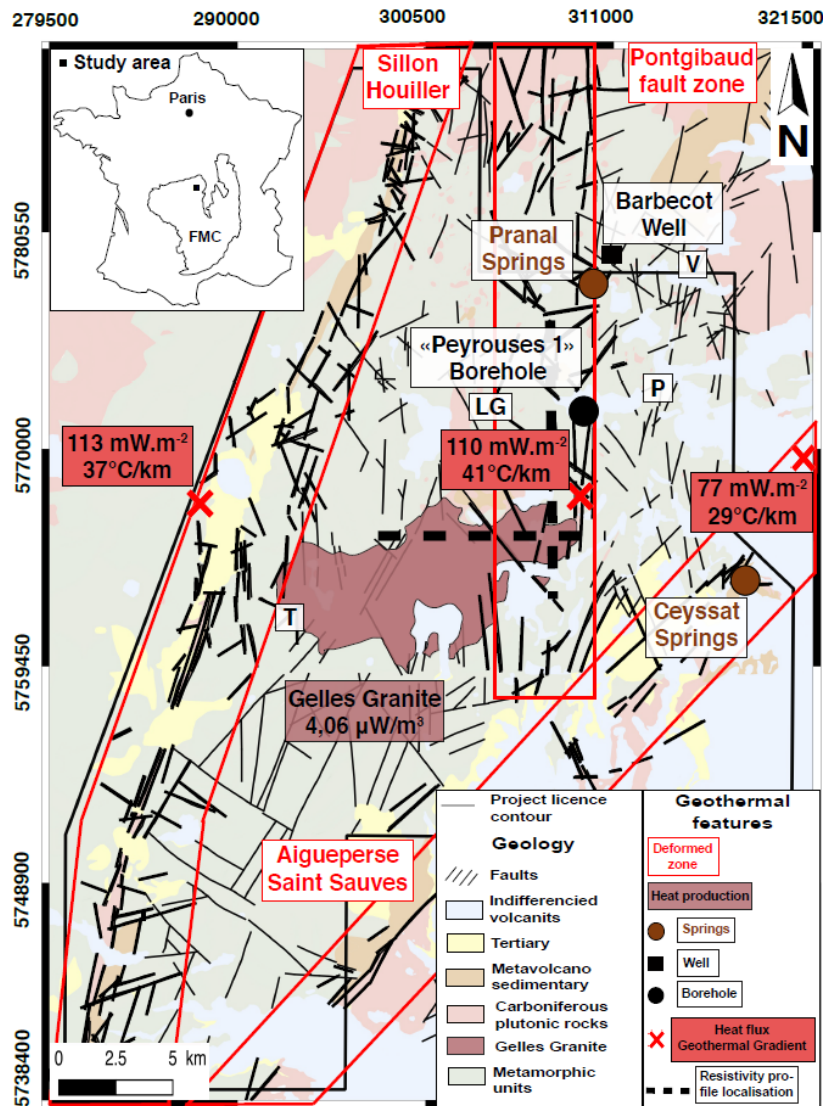 279500
290000
300500
311000
321500
Study area
Paris
FMC
Sillon
Houiller
Pontgibaud
fault zone
N
5780550
Barbecot
Well
Pranal
Springs
V
«Peyrouses 1»
Borehole
P
LG
5770000
113 mW.m-2
37°C/km
110 mW.m-2
41°C/km
77 mW.m-2
29°C/km
T
Ceyssat
Springs
5759450
Gelles Granite
4,06 µW/m3
Aigueperse
Saint Sauves
5748900
5738400
0 2.5 5 km
Project licence
contour
Geology
Faults
Indifferencied
volcanits
Tertiary
Metavolcano
sedimentary
Carboniferous
plutonic rocks
Gelles Granite
Metamorphic
units
Geothermal
features
Deformed
zone
Heat production
Springs
Well
Borehole
Heat flux
Geothermal Gradient
Resistivity pro-
file localisation